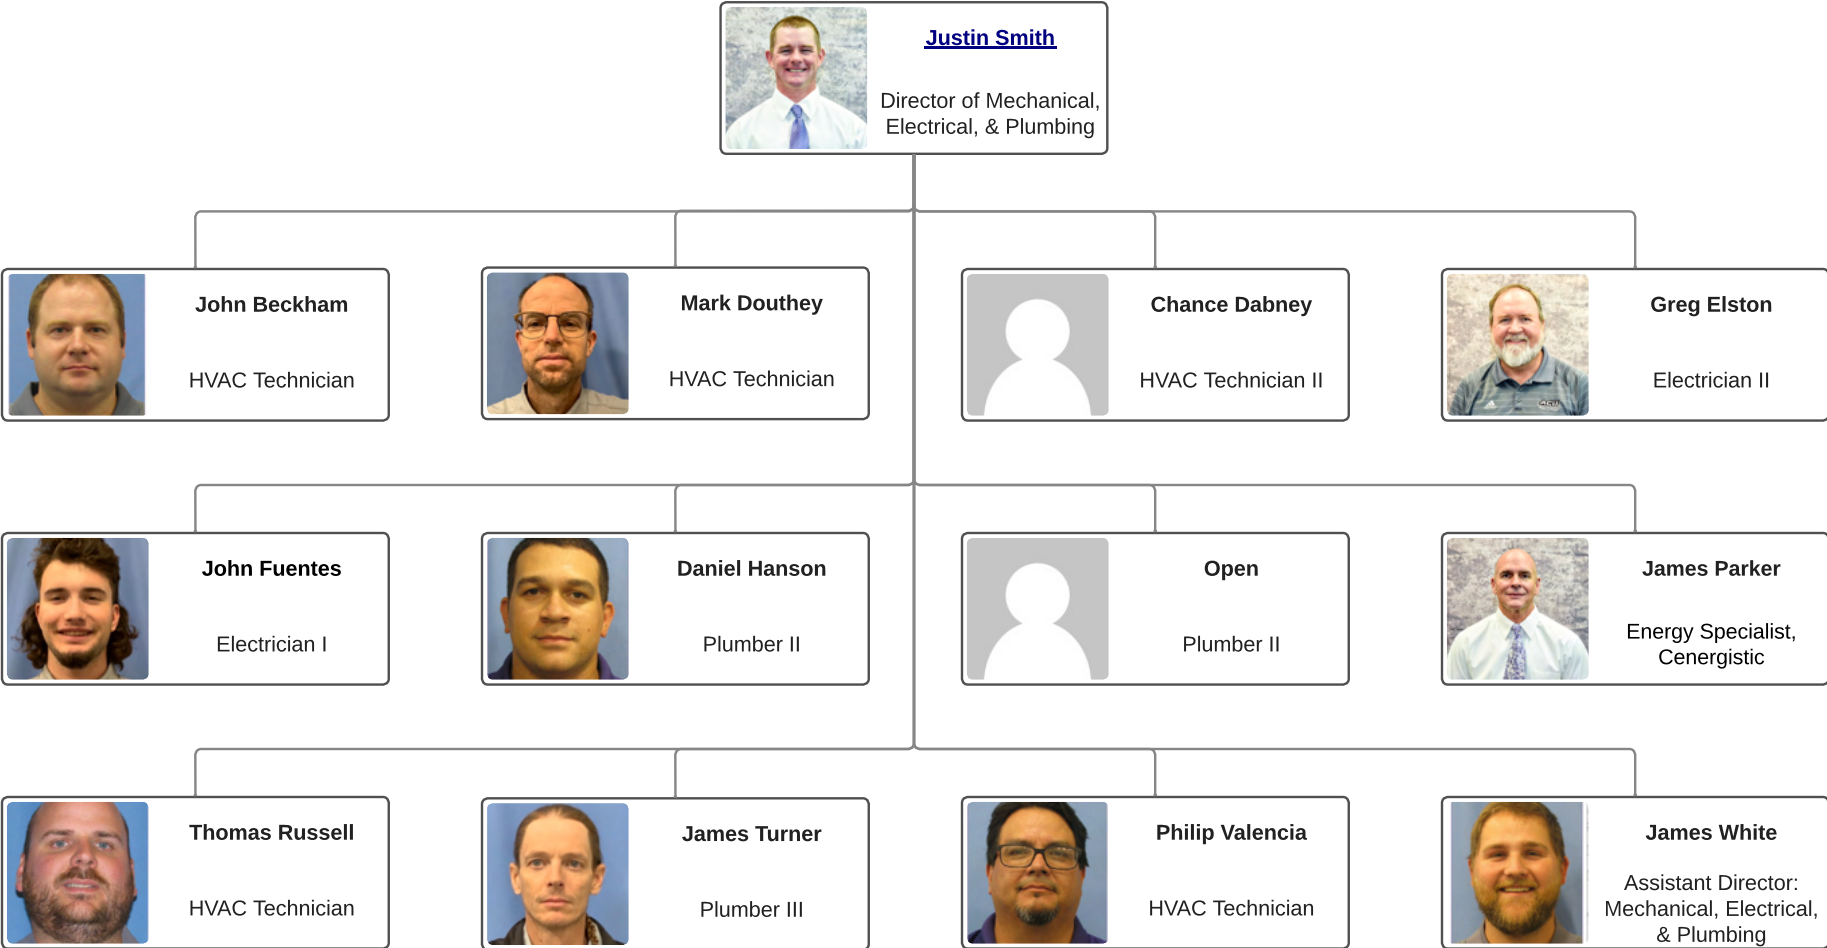 Justin Smith
Director of Mechanical,
Electrical, & Plumbing
John Beckham
HVAC Technician
Mark Douthey
HVAC Technician
Chance Dabney
HVAC Technician II
Greg Elston
Electrician II
John Fuentes
Electrician I
Daniel Hanson
Plumber II
Open
Plumber II
James Parker
Energy Specialist,
Cenergistic
Thomas Russell
HVAC Technician
James Turner
Plumber III
Philip Valencia
HVAC Technician
James White
Assistant Director:
Mechanical, Electrical,
& Plumbing